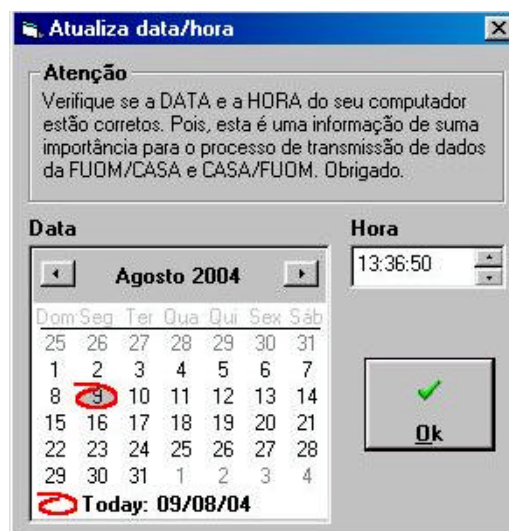 Atualiza data/hora
Atenção
Verifique se a DATA e a HORA do seu computador
estão corretos. Pois, esta é uma informação de suma
importância para o processo de transmissão de dados
da FUOM/CASA e CASA/FUOM. Obrigado.
Data
Hora
13:36:50
Agosto 2004
Dom Seg Ter Qua Qui Sex Sáb
25 26 27 28 29 30 31
1 2 3 4 5 6 7
8 9 10 11 12 13 14
15 16 17 18 19 20 21
22 23 24 25 26 27 28
29 30 31 1 2 3 4
Today: 09/08/04
Ok